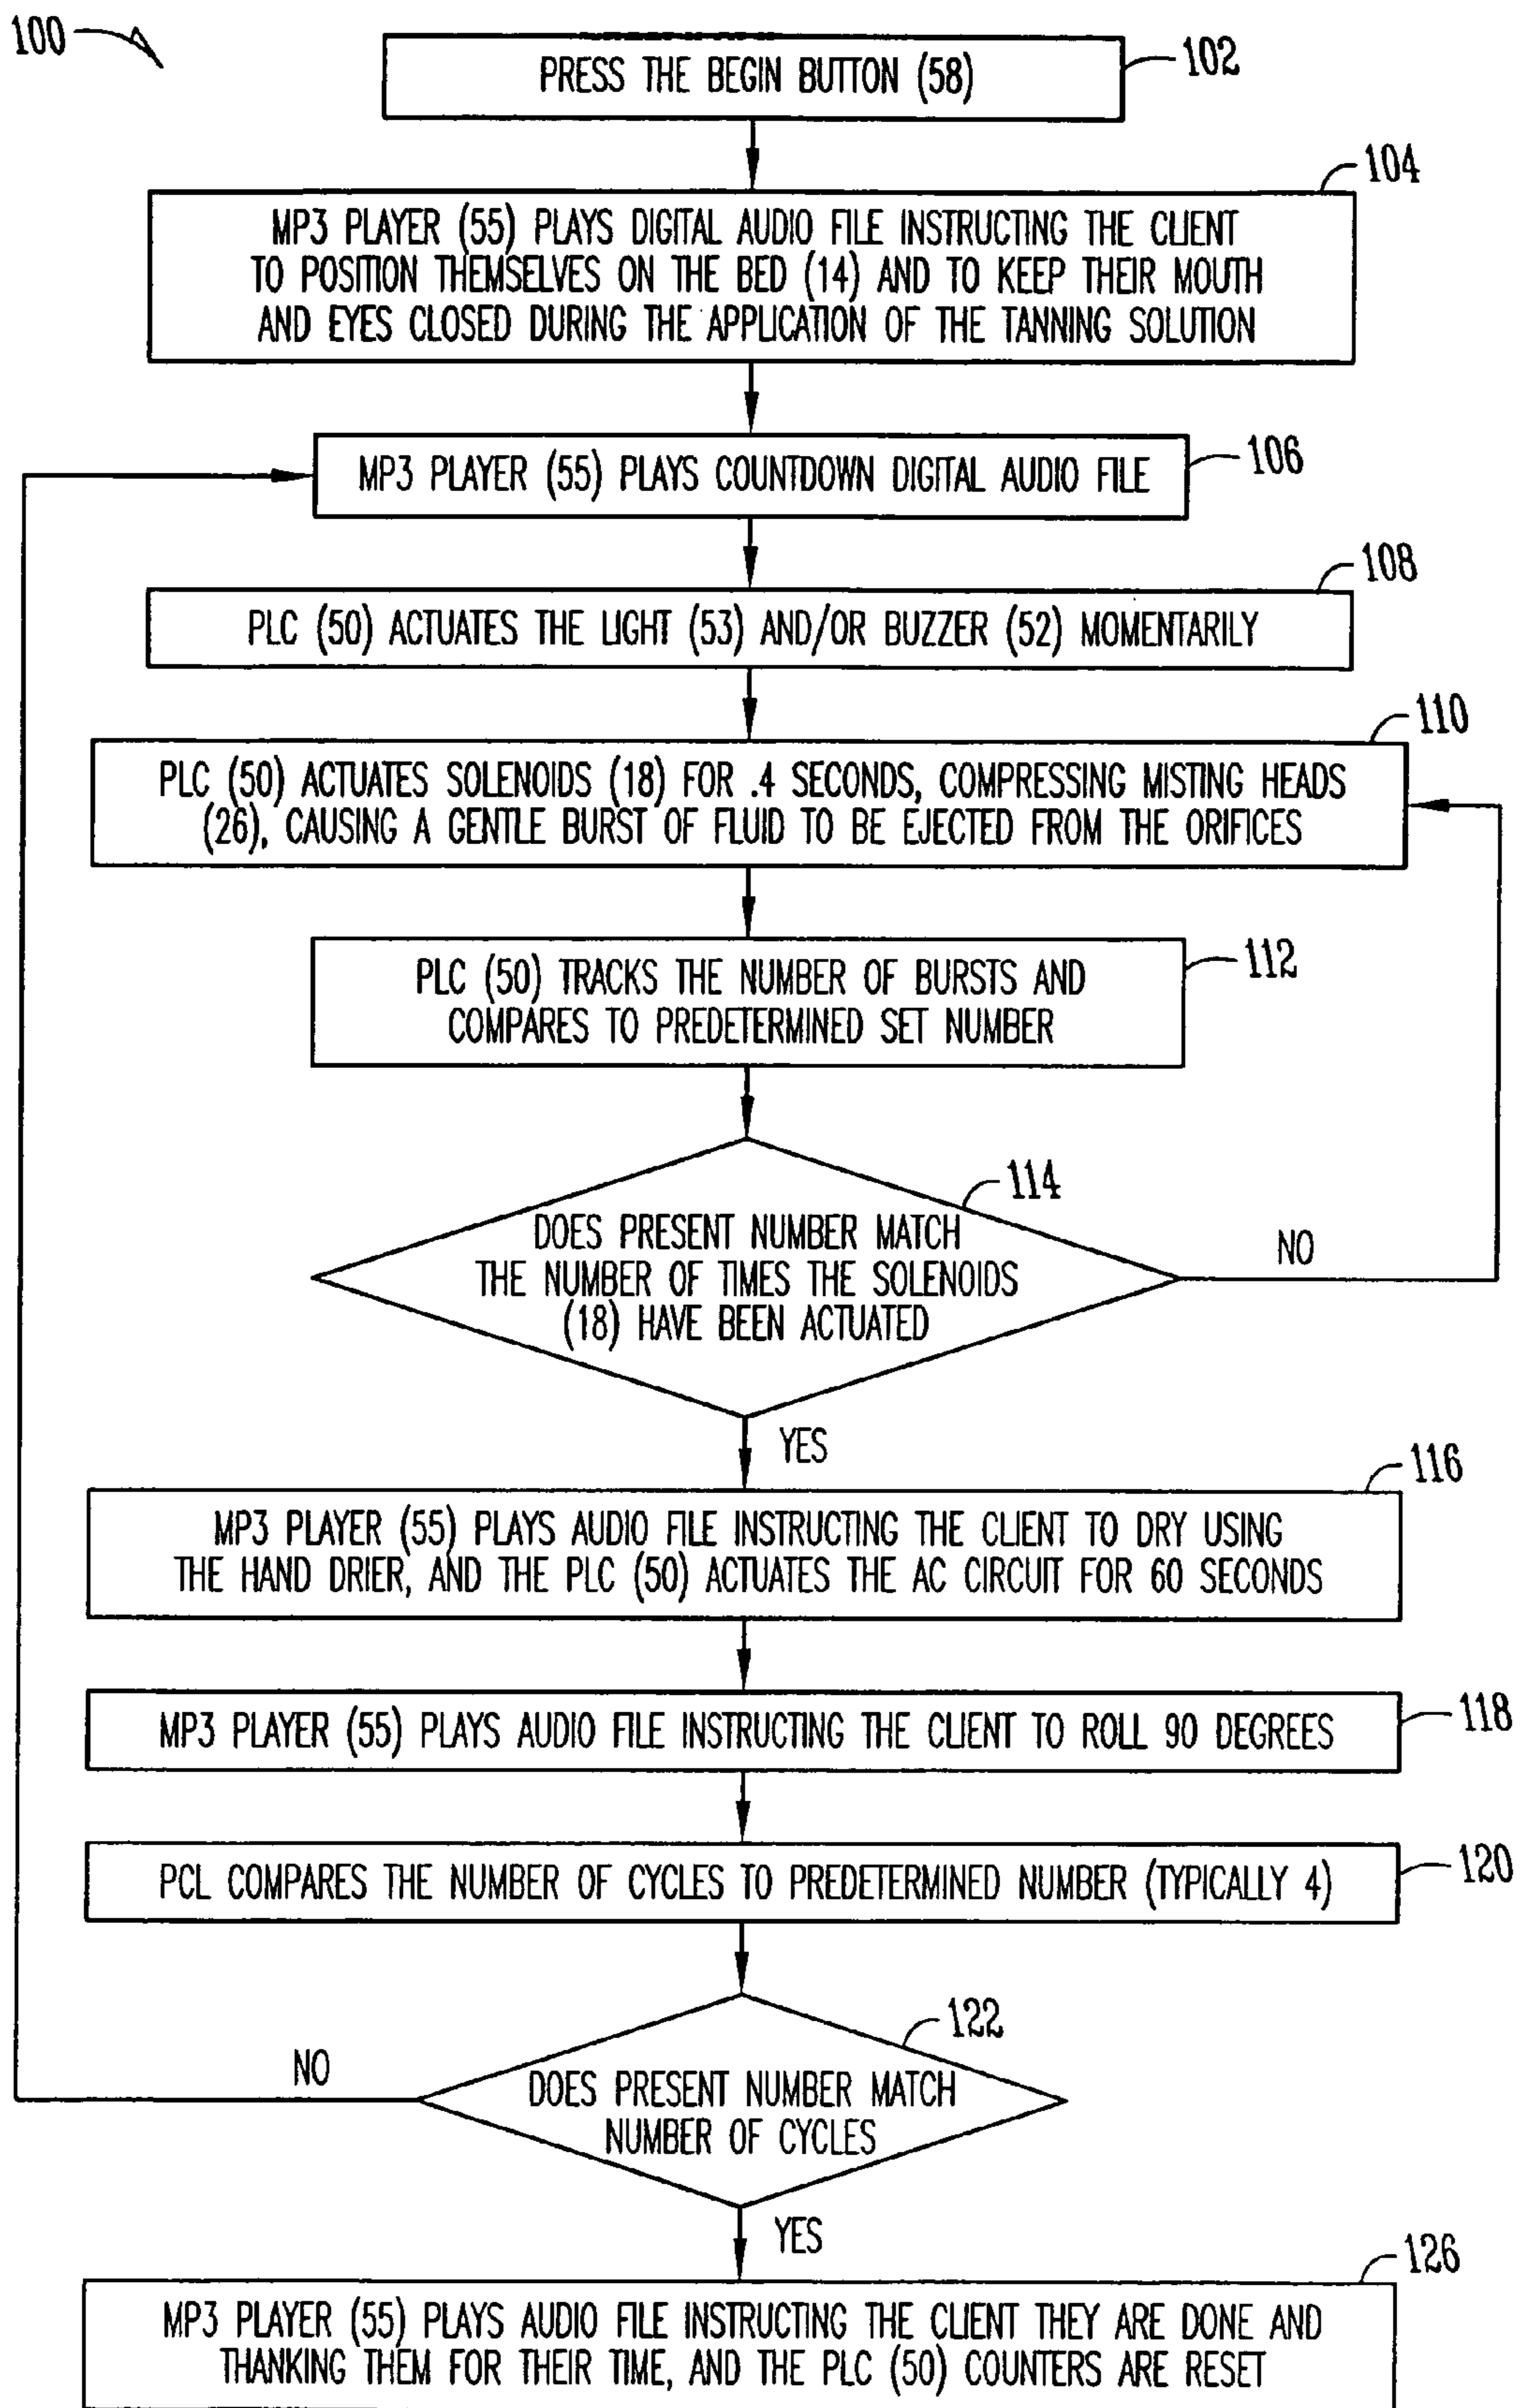 100
PRESS THE BEGIN BUTTON (58)
102
104
MP3 PLAYER (55) PLAYS DIGITAL AUDIO FILE INSTRUCTING THE CLIENT
TO POSITION THEMSELVES ON THE BED (14) AND TO KEEP THEIR MOUTH
AND EYES CLOSED DURING THE APPLICATION OF THE TANNING SOLUTION
MP3 PLAYER (55) PLAYS COUNTDOWN DIGITAL AUDIO FILE
106
108
PLC (50) ACTUATES THE LIGHT (53) AND/OR BUZZER (52) MOMENTARILY
110
PLC (50) ACTUATES SOLENOIDS (18) FOR .4 SECONDS, COMPRESSING MISTING HEADS
(26), CAUSING A GENTLE BURST OF FLUID TO BE EJECTED FROM THE ORIFICES
112
PLC (50) TRACKS THE NUMBER OF BURSTS AND
COMPARES TO PREDETERMINED SET NUMBER
114
DOES PRESENT NUMBER MATCH
THE NUMBER OF TIMES THE SOLENOIDS
(18) HAVE BEEN ACTUATED
NO
YES
116
MP3 PLAYER (55) PLAYS AUDIO FILE INSTRUCTING THE CLIENT TO DRY USING
THE HAND DRIER, AND THE PLC (50) ACTUATES THE AC CIRCUIT FOR 60 SECONDS
MP3 PLAYER (55) PLAYS AUDIO FILE INSTRUCTING THE CLIENT TO ROLL 90 DEGREES
118
PCL COMPARES THE NUMBER OF CYCLES TO PREDETERMINED NUMBER (TYPICALLY 4)
120
122
DOES PRESENT NUMBER MATCH
NUMBER OF CYCLES
NO
YES
126
MP3 PLAYER (55) PLAYS AUDIO FILE INSTRUCTING THE CLIENT THEY ARE DONE AND
THANKING THEM FOR THEIR TIME, AND THE PLC (50) COUNTERS ARE RESET